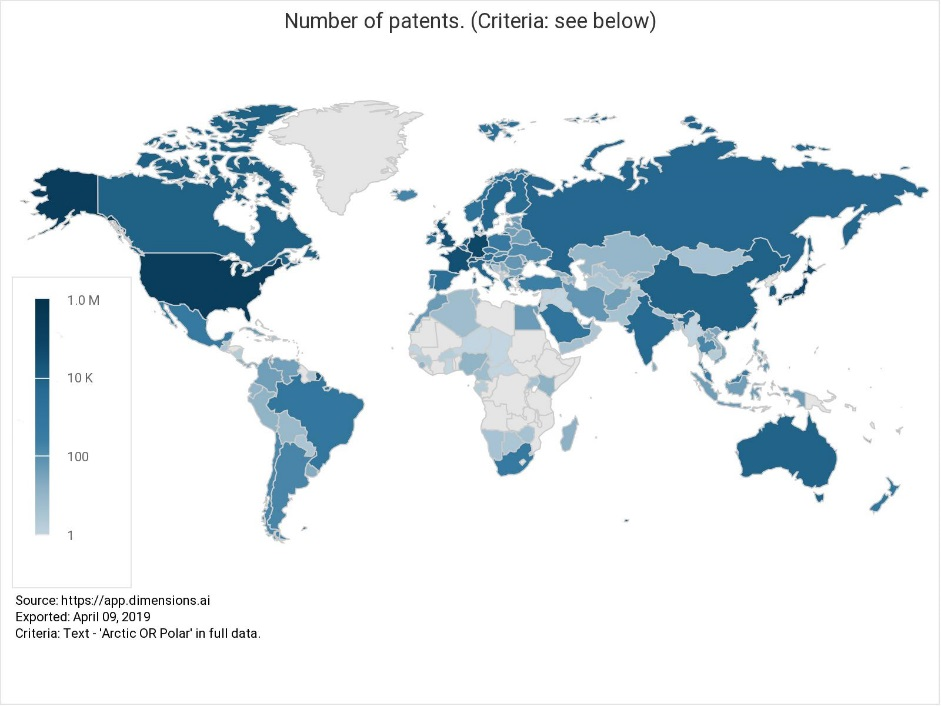 Number of patents. (Criteria: see below)
1.0 M
10 K
100
1
Source: https://app.dimensions.ai
Exported: April 09, 2019
Criteria: Text - 'Arctic OR Polar' in full data.